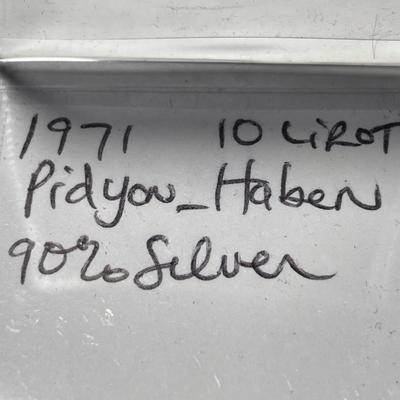 1971 10 LiROT
Pidyon_Haben
90% Silver